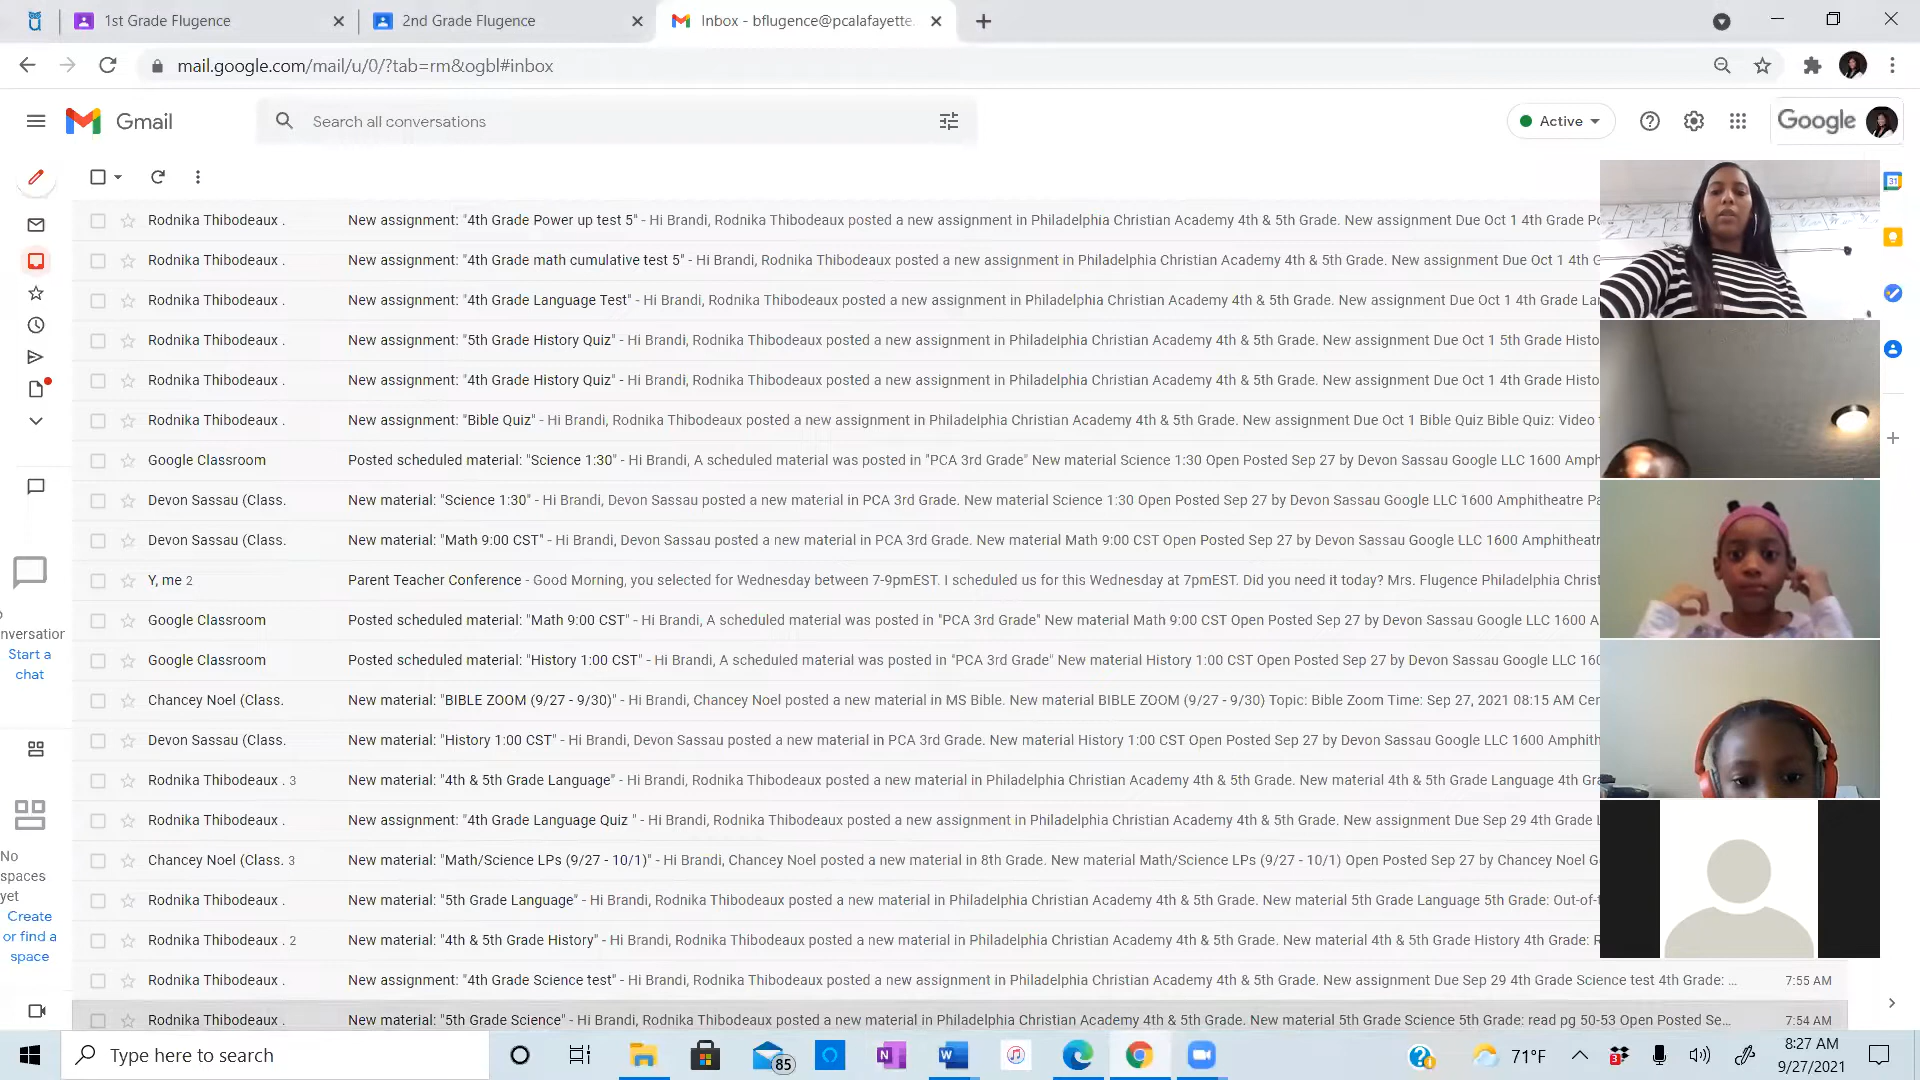 1st Grade Flugence
2nd Grade Flugence
Inbox - bflugence@pcalafayette.
mail.google.com/mail/u/0/?tab=rm&ogbl#inbox
Gmail
Search all conversations
Active
Google
Rodnika Thibodeaux . New assignment: "4th Grade Power up test 5" - Hi Brandi, Rodnika Thibodeaux posted a new assignment in Philadelphia Christian Academy 4th & 5th Grade. New assignment Due Oct 1 4th Grade
Rodnika Thibodeaux . New assignment: "4th Grade math cumulative test 5" - Hi Brandi, Rodnika Thibodeaux posted a new assignment in Philadelphia Christian Academy 4th & 5th Grade. New assignment Due Oct 1 4th
Rodnika Thibodeaux . New assignment: "4th Grade Language Test" - Hi Brandi, Rodnika Thibodeaux posted a new assignment in Philadelphia Christian Academy 4th & 5th Grade. New assignment Due Oct 1 4th Grade
Rodnika Thibodeaux . New assignment: "5th Grade History Quiz" - Hi Brandi, Rodnika Thibodeaux posted a new assignment in Philadelphia Christian Academy 4th & 5th Grade. New assignment Due Oct 1 5th Grade Histo
Rodnika Thibodeaux . New assignment: "4th Grade History Quiz" - Hi Brandi, Rodnika Thibodeaux posted a new assignment in Philadelphia Christian Academy 4th & 5th Grade. New assignment Due Oct 1 4th Grade Histo
Rodnika Thibodeaux . New assignment: "Bible Quiz" - Hi Brandi, Rodnika Thibodeaux posted a new assignment in Philadelphia Christian Academy 4th & 5th Grade. New assignment Due Oct 1 Bible Quiz Bible Quiz: Video
Google Classroom Posted scheduled material: "Science 1:30" - Hi Brandi, A scheduled material was posted in "PCA 3rd Grade" New material Science 1:30 Open Posted Sep 27 by Devon Sassau Google LLC 1600 Amph
Devon Sassau (Class. New material: "Science 1:30" - Hi Brandi, Devon Sassau posted a new material in PCA 3rd Grade. New material Science 1:30 Open Posted Sep 27 by Devon Sassau Google LLC 1600 Amphitheatre Pa
Devon Sassau (Class. New material: "Math 9:00 CST" - Hi Brandi, Devon Sassau posted a new material in PCA 3rd Grade. New material Math 9:00 CST Open Posted Sep 27 by Devon Sassau Google LLC 1600 Amphitheatr
Y, me 2 Parent Teacher Conference - Good Morning, you selected for Wednesday between 7-9pmEST. I scheduled us for this Wednesday at 7pmEST. Did you need it today? Mrs. Flugence Philadelphia Christ
Google Classroom Posted scheduled material: "Math 9:00 CST" - Hi Brandi, A scheduled material was posted in "PCA 3rd Grade" New material Math 9:00 CST Open Posted Sep 27 by Devon Sassau Google LLC 1600 A
Google Classroom Posted scheduled material: "History 1:00 CST" - Hi Brandi, A scheduled material was posted in "PCA 3rd Grade" New material History 1:00 CST Open Posted Sep 27 by Devon Sassau Google LLC 160
Chancey Noel (Class. New material: "BIBLE ZOOM (9/27 - 9/30)" - Hi Brandi, Chancey Noel posted a new material in MS Bible. New material BIBLE ZOOM (9/27 - 9/30) Topic: Bible Zoom Time: Sep 27, 2021 08:15 AM Cen
Devon Sassau (Class. New material: "History 1:00 CST" - Hi Brandi, Devon Sassau posted a new material in PCA 3rd Grade. New material History 1:00 CST Open Posted Sep 27 by Devon Sassau Google LLC 1600 Amphith
Rodnika Thibodeaux . 3 New material: "4th & 5th Grade Language" - Hi Brandi, Rodnika Thibodeaux posted a new material in Philadelphia Christian Academy 4th & 5th Grade. New material 4th & 5th Grade Language 4th Gra
Rodnika Thibodeaux . New assignment: "4th Grade Language Quiz " - Hi Brandi, Rodnika Thibodeaux posted a new assignment in Philadelphia Christian Academy 4th & 5th Grade. New assignment Due Sep 29 4th Grade
Chancey Noel (Class. 3 New material: "Math/Science LPs (9/27 - 10/1)" - Hi Brandi, Chancey Noel posted a new material in 8th Grade. New material Math/Science LPs (9/27 - 10/1) Open Posted Sep 27 by Chancey Noel
Rodnika Thibodeaux . New material: "5th Grade Language" - Hi Brandi, Rodnika Thibodeaux posted a new material in Philadelphia Christian Academy 4th & 5th Grade. New material 5th Grade Language 5th Grade: Out-of-
Rodnika Thibodeaux . 2 New material: "4th & 5th Grade History" - Hi Brandi, Rodnika Thibodeaux posted a new material in Philadelphia Christian Academy 4th & 5th Grade. New material 4th & 5th Grade History 4th Grade:
Rodnika Thibodeaux . New assignment: "4th Grade Science test" - Hi Brandi, Rodnika Thibodeaux posted a new assignment in Philadelphia Christian Academy 4th & 5th Grade. New assignment Due Sep 29 4th Grade Science test 4th Grade: ... 7:55 AM
Rodnika Thibodeaux . New material: "5th Grade Science" - Hi Brandi, Rodnika Thibodeaux posted a new material in Philadelphia Christian Academy 4th & 5th Grade. New material 5th Grade Science 5th Grade: read pg 50-53 Open Posted Se... 7:54 AM
nversation
Start a
chat
No
spaces
yet
Create
or find a
space
31
Type here to search
85
71°F
3
8:27 AM
9/27/2021